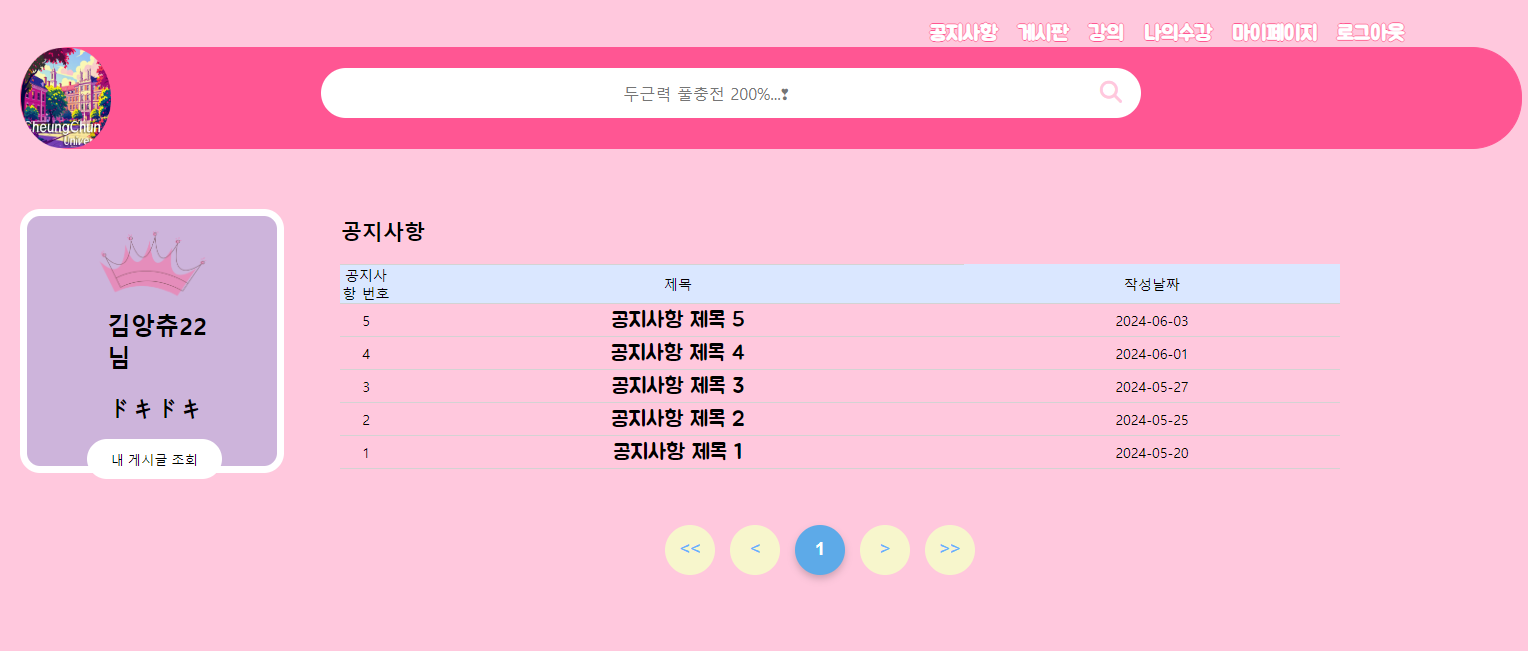 공지사항 게시판 강의 나의수강 마이페이지 로그아웃
두근력 풀충전 200%...❣
CheungChun
Unive
김앙츄22
님
ドキドキ
내 게시글 조회
공지사항
공지사
항 번호 제목 작성날짜
5 공지사항 제목 5 2024-06-03
4 공지사항 제목 4 2024-06-01
3 공지사항 제목 3 2024-05-27
2 공지사항 제목 2 2024-05-25
1 공지사항 제목 1 2024-05-20
<< < 1 > >>